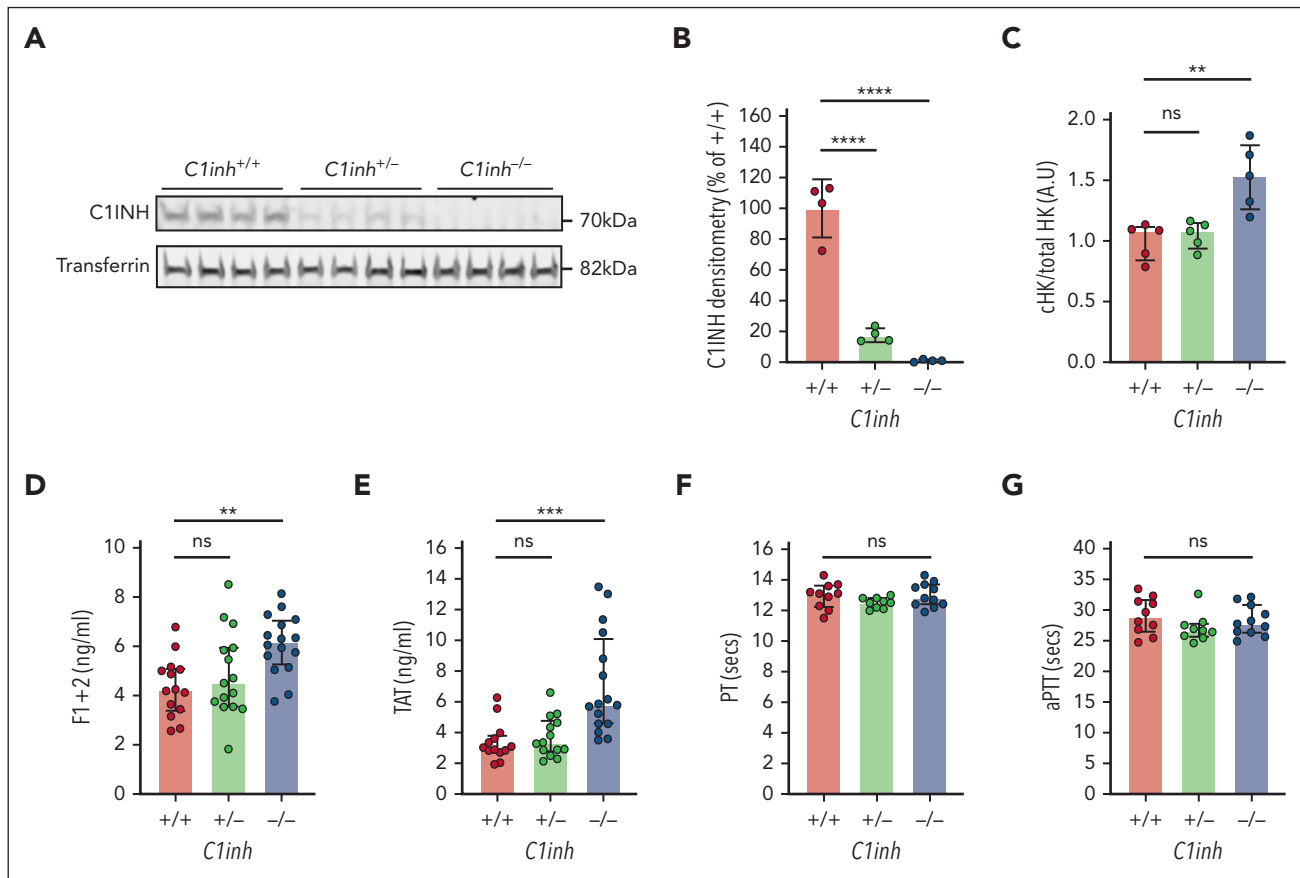 A
C1inh+/+ C1inh+/– C1inh–/–
C1INH
70kDa
Transferrin
82kDa
B
C1INH densitometry (% of +/+)
160
140
120
100
80
60
40
20
0
****
****
+/+ +/– –/–
C1inh
C
cHK/total HK (A.U)
2.0
1.5
1.0
0.5
0.0
**
ns
+/+ +/– –/–
C1inh
D
F1+2 (ng/ml)
10
8
6
4
2
0
**
ns
+/+ +/– –/–
C1inh
E
TAT (ng/ml)
16
14
12
10
8
6
4
2
0
***
ns
+/+ +/– –/–
C1inh
F
PT (secs)
16
14
12
10
8
6
4
2
0
ns
+/+ +/– –/–
C1inh
G
aPTT (secs)
40
35
30
25
20
15
10
5
0
ns
+/+ +/– –/–
C1inh